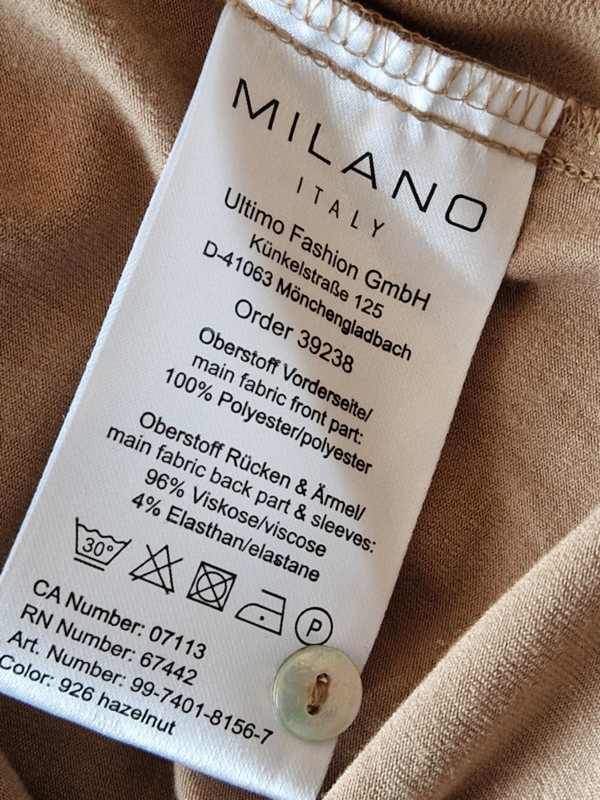 MILANO
ITALY
Ultimo Fashion GmbH
Künkelstraße 125
D-41063 Mönchengladbach
Order 39238
Oberstoff Vorderseite/
main fabric front part:
100% Polyester/polyester
Oberstoff Rücken & Ärmel/
main fabric back part & sleeves:
96% Viskose/viscose
4% Elasthan/elastane
30° P
CA Number: 07113
RN Number: 67442
Art. Number: 99-7401-8156-7
Color: 926 hazelnut